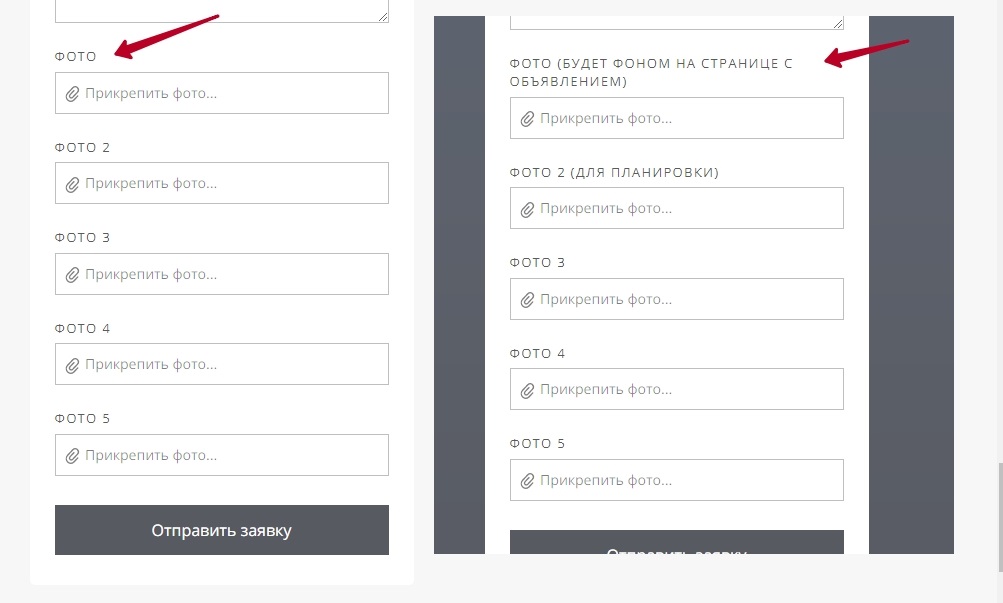 ФОТО
Прикрепить фото...
ФОТО 2
Прикрепить фото...
ФОТО 3
Прикрепить фото...
ФОТО 4
Прикрепить фото...
ФОТО 5
Прикрепить фото...
Отправить заявку
ФОТО (БУДЕТ ФОНОМ НА СТРАНИЦЕ С
ОБЪЯВЛЕНИЕМ)
Прикрепить фото...
ФОТО 2 (ДЛЯ ПЛАНИРОВКИ)
Прикрепить фото...
ФОТО 3
Прикрепить фото...
ФОТО 4
Прикрепить фото...
ФОТО 5
Прикрепить фото...
Отправить заявку